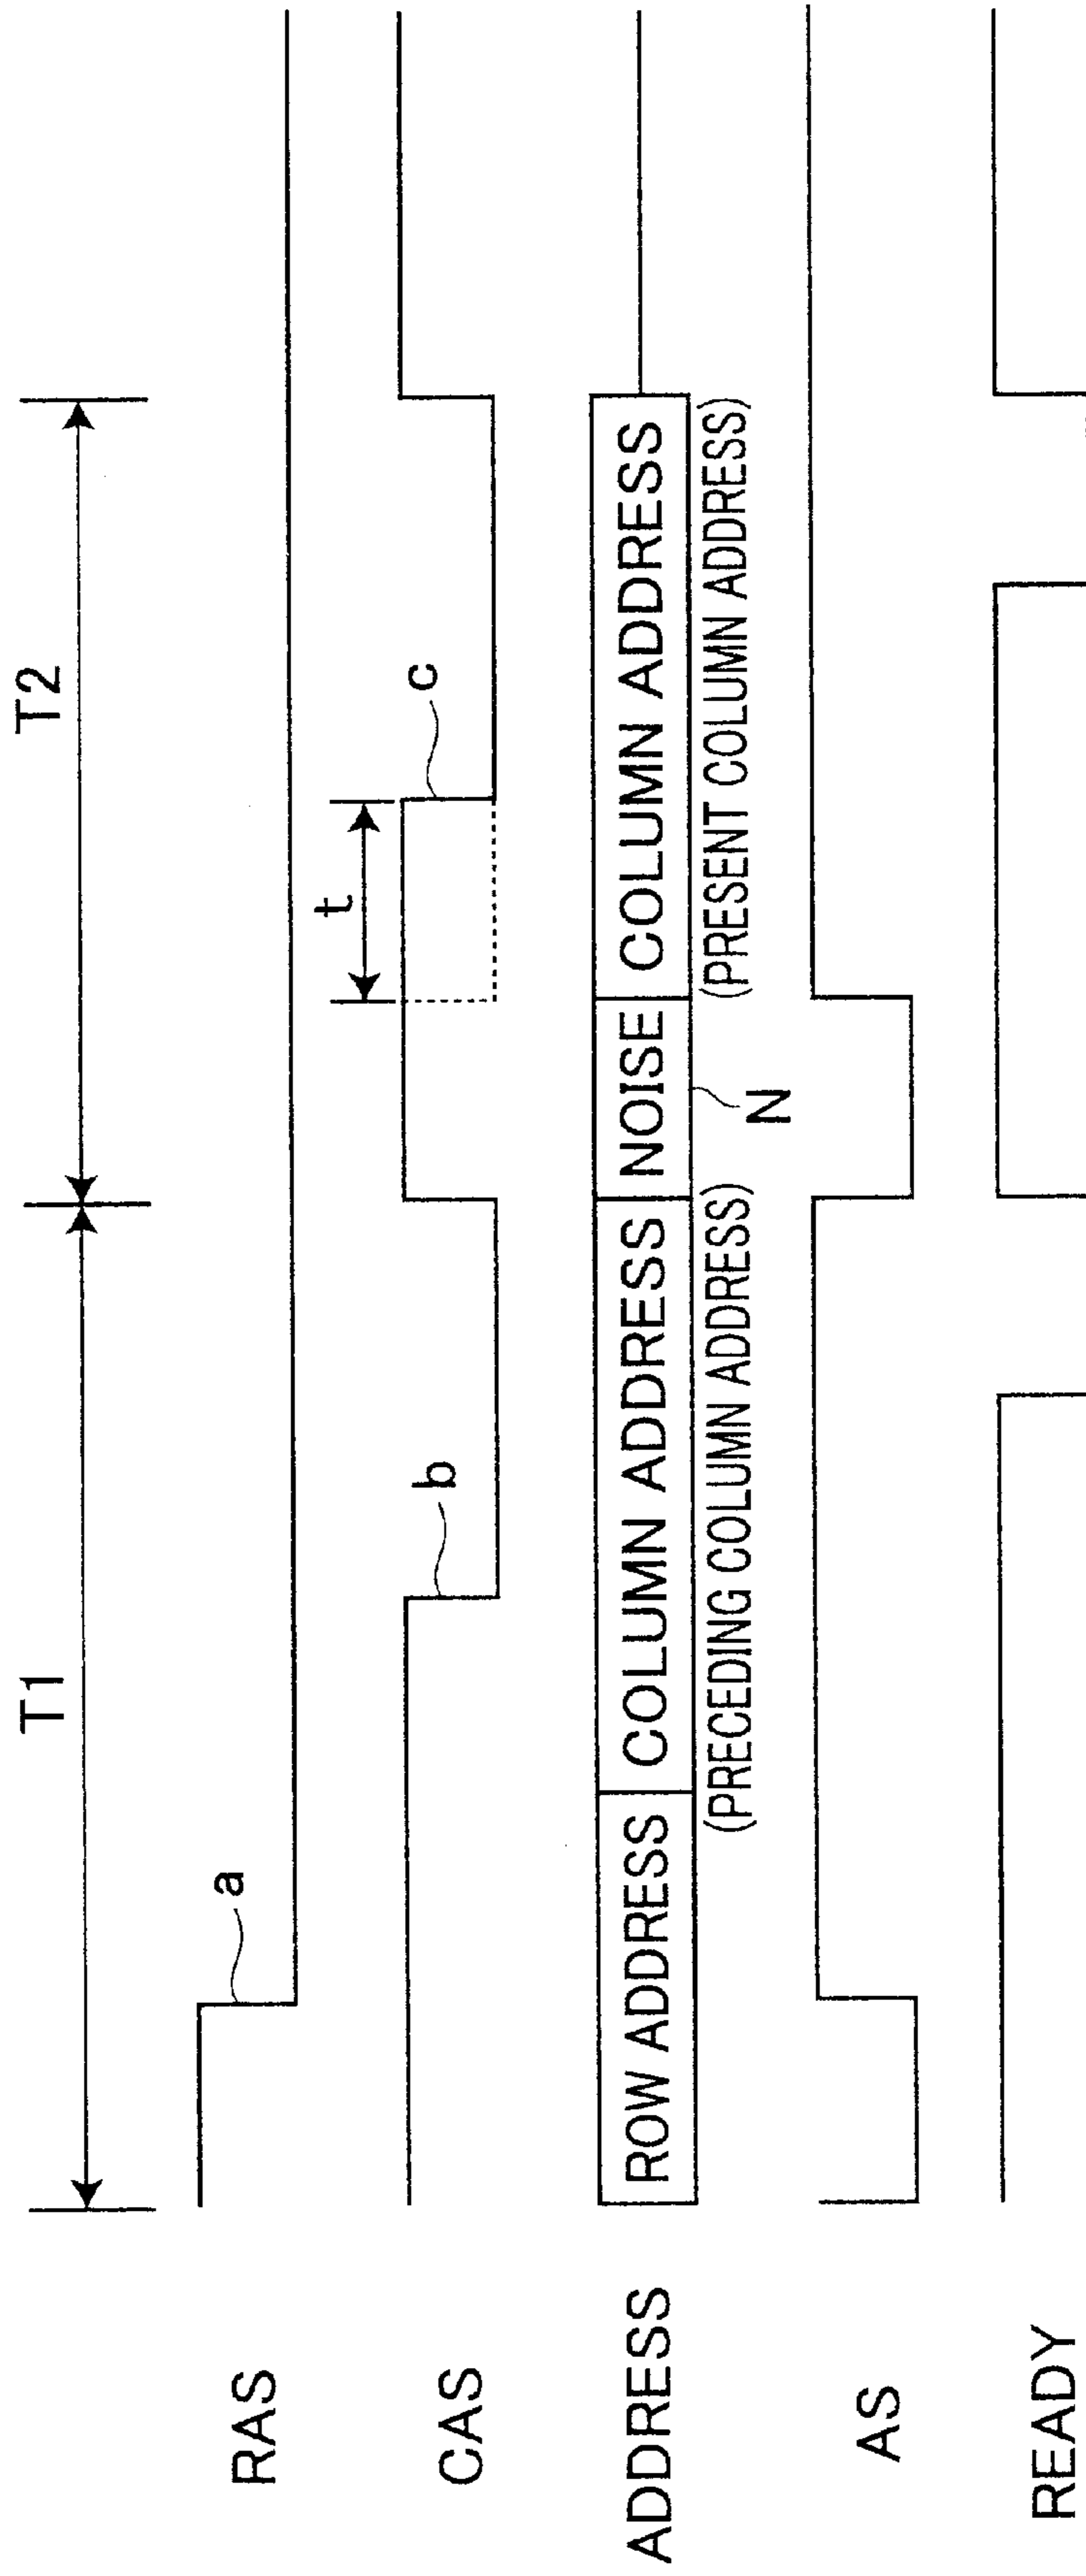 T1
T2
RAS
a
t
CAS
b
c
ADDRESS
ROW ADDRESS
COLUMN ADDRESS
NOISE
COLUMN ADDRESS
(PRECEDING COLUMN ADDRESS)
N
(PRESENT COLUMN ADDRESS)
AS
READY